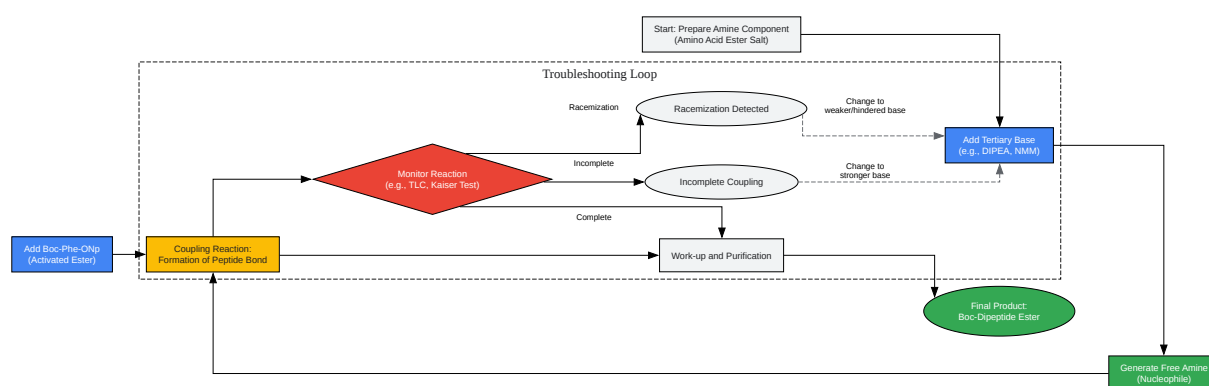 Start: Prepare Amine Component
(Amino Acid Ester Salt)
Troubleshooting Loop
Racemization
Racemization Detected
Change to
weaker/hindered base
Add Tertiary Base
(e.g., DIPEA, NMM)
Monitor Reaction
(e.g., TLC, Kaiser Test)
Incomplete
Incomplete Coupling
Change to
stronger base
Complete
Add Boc-Phe-ONp
(Activated Ester)
Coupling Reaction:
Formation of Peptide Bond
Work-up and Purification
Final Product:
Boc-Dipeptide Ester
Generate Free Amine
(Nucleophile)